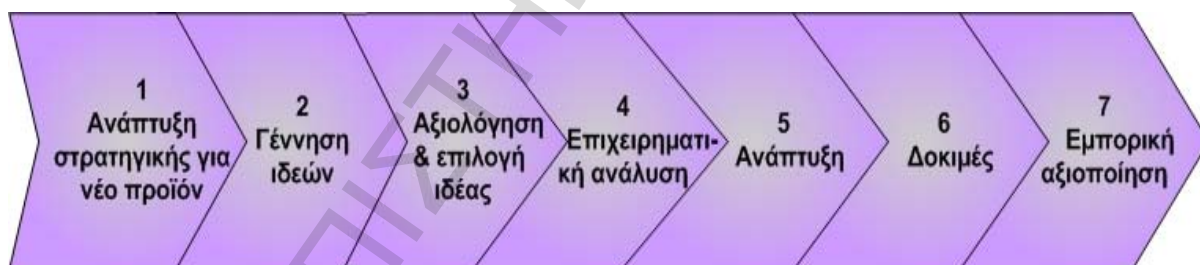 1
Ανάπτυξη
στρατηγικής για
νέο προϊόν
2
Γέννηση
ιδεών
3
Αξιολόγηση
& επιλογή
ιδέας
4
Επιχειρηματι-
κή ανάλυση
5
Ανάπτυξη
6
Δοκιμές
7
Εμπορική
αξιοποίηση